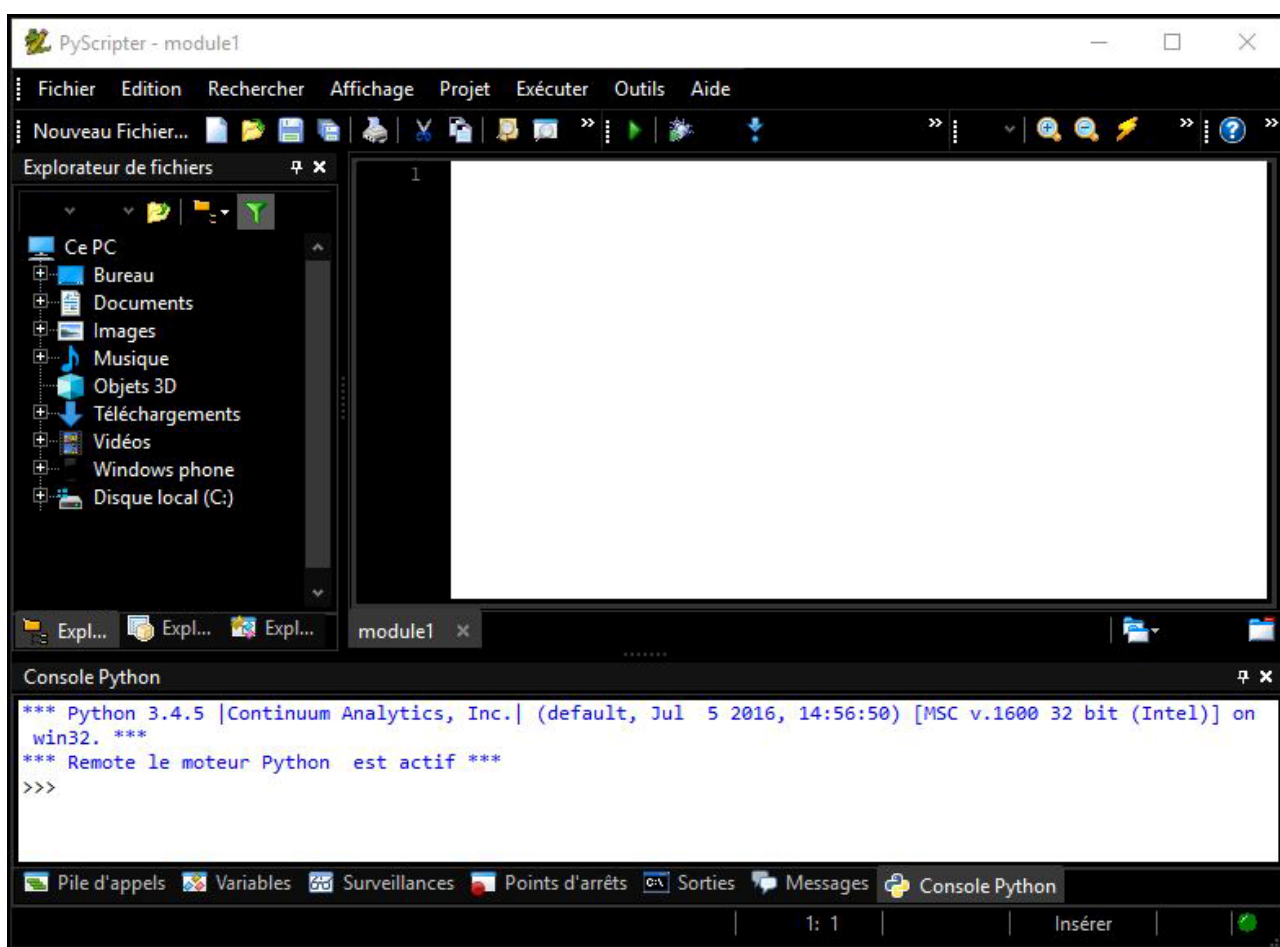 PyScripter - module1
Fichier Edition Rechercher Affichage Projet Exécuter Outils Aide
Nouveau Fichier...
Explorateur de fichiers
1
Ce PC
Bureau
Documents
Images
Musique
Objets 3D
Téléchargements
Vidéos
Windows phone
Disque local (C:)
Expl... Expl... Expl... module1
Console Python
*** Python 3.4.5 |Continuum Analytics, Inc.| (default, Jul  5 2016, 14:56:50) [MSC v.1600 32 bit (Intel)] on
win32. ***
*** Remote le moteur Python  est actif ***
>>>
Pile d'appels Variables Surveillances Points d'arrêts Sorties Messages Console Python
1: 1 Insérer